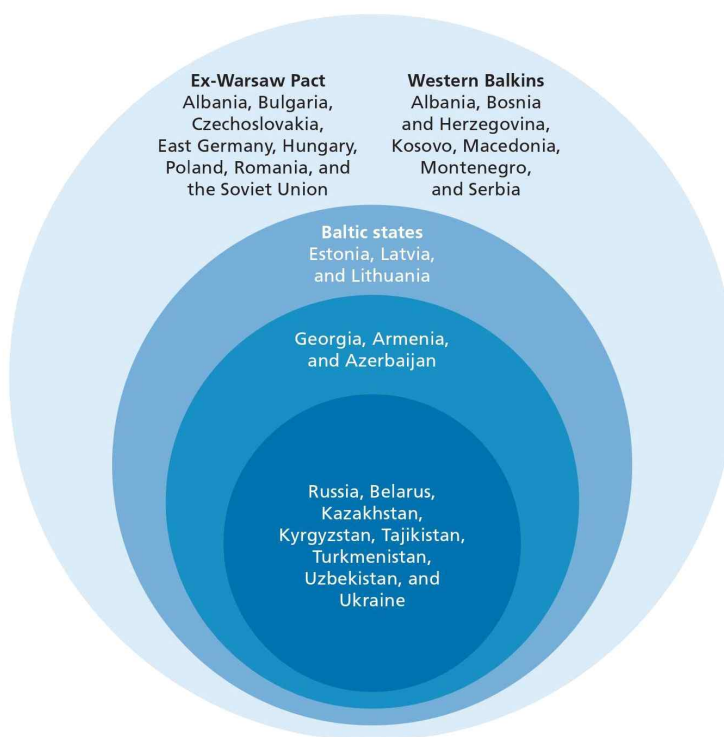 Ex-Warsaw Pact
Albania, Bulgaria,
Czechoslovakia,
East Germany, Hungary,
Poland, Romania, and
the Soviet Union
Western Balkins
Albania, Bosnia
and Herzegovina,
Kosovo, Macedonia,
Montenegro,
and Serbia
Baltic states
Estonia, Latvia,
and Lithuania
Georgia, Armenia,
and Azerbaijan
Russia, Belarus,
Kazakhstan,
Kyrgyzstan, Tajikistan,
Turkmenistan,
Uzbekistan, and
Ukraine